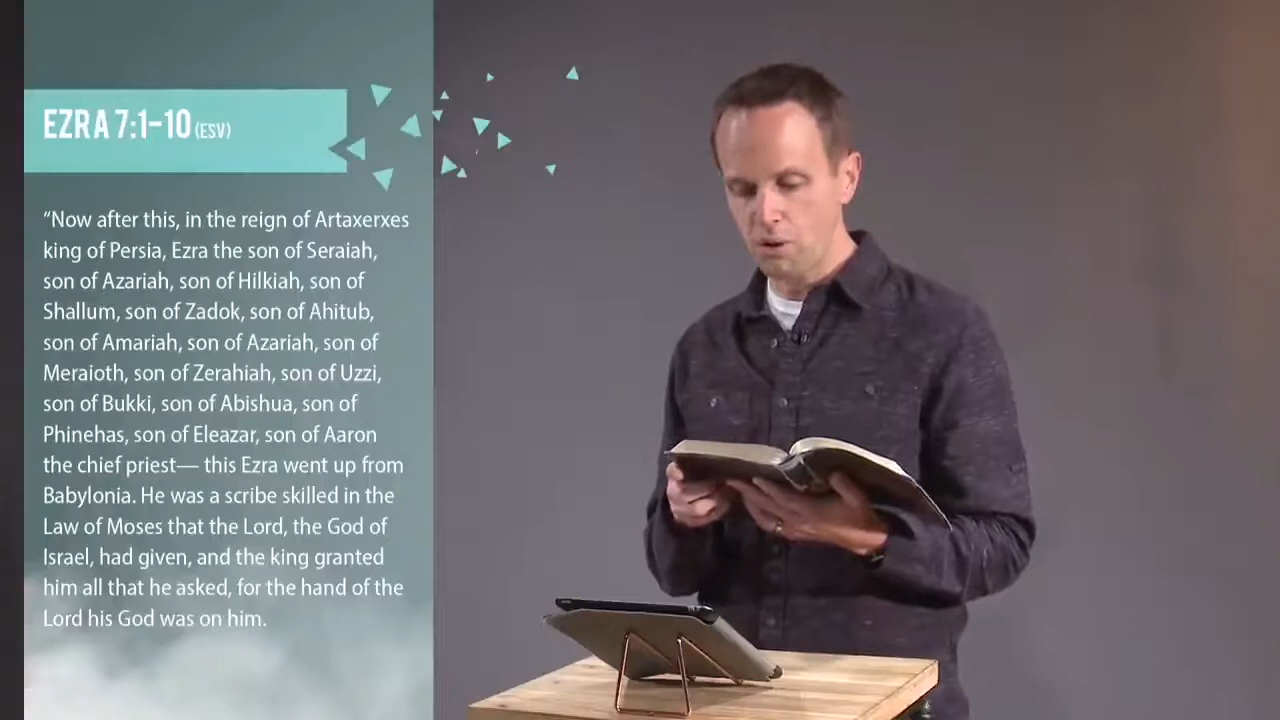 EZRA 7:1-10 (ESV)
“Now after this, in the reign of Artaxerxes
king of Persia, Ezra the son of Seraiah,
son of Azariah, son of Hilkiah, son of
Shallum, son of Zadok, son of Ahitub,
son of Amariah, son of Azariah, son of
Meraioth, son of Zerahiah, son of Uzzi,
son of Bukki, son of Abishua, son of
Phinehas, son of Eleazar, son of Aaron
the chief priest— this Ezra went up from
Babylonia. He was a scribe skilled in the
Law of Moses that the Lord, the God of
Israel, had given, and the king granted
him all that he asked, for the hand of the
Lord his God was on him.